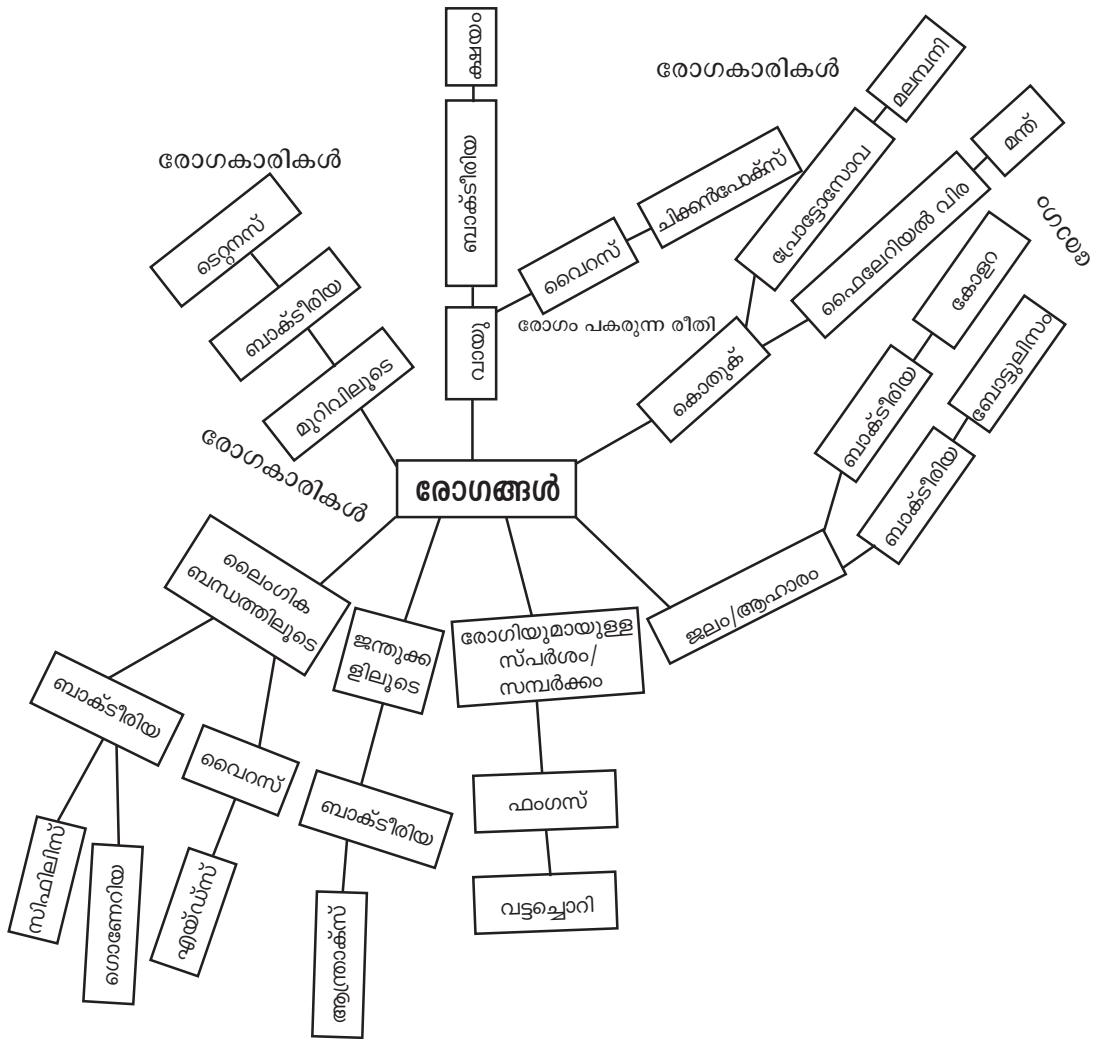 ക്ഷയം
ബാക്ടീരിയ
വായു
രോഗകാരികൾ
മലമ്പനി
പ്രോട്ടോസോവ
മന്ത്
ഫൈലേറിയൽ വിര
കൊതുക്
ചിക്കൻപോക്സ്
വൈറസ്
രോഗം പകരുന്ന രീതി
രോഗകാരികൾ
ടെറ്റനസ്
ബാക്ടീരിയ
മുറിവിലൂടെ
രോഗം
കോളറ
ബാക്ടീരിയ
ബോട്ടുലിസം
ബാക്ടീരിയ
ജലം/ആഹാരം
രോഗകാരികൾ
രോഗങ്ങൾ
ലൈംഗിക
ബന്ധത്തിലൂടെ
ബാക്ടീരിയ
സിഫിലിസ്
ഗൊണേറിയ
വൈറസ്
എയ്ഡ്സ്
ജന്തുക്ക
ളിലൂടെ
ബാക്ടീരിയ
രോഗിയുമായുള്ള
സ്പർശം/
സമ്പർക്കം
ഫംഗസ്
വട്ടച്ചൊറി